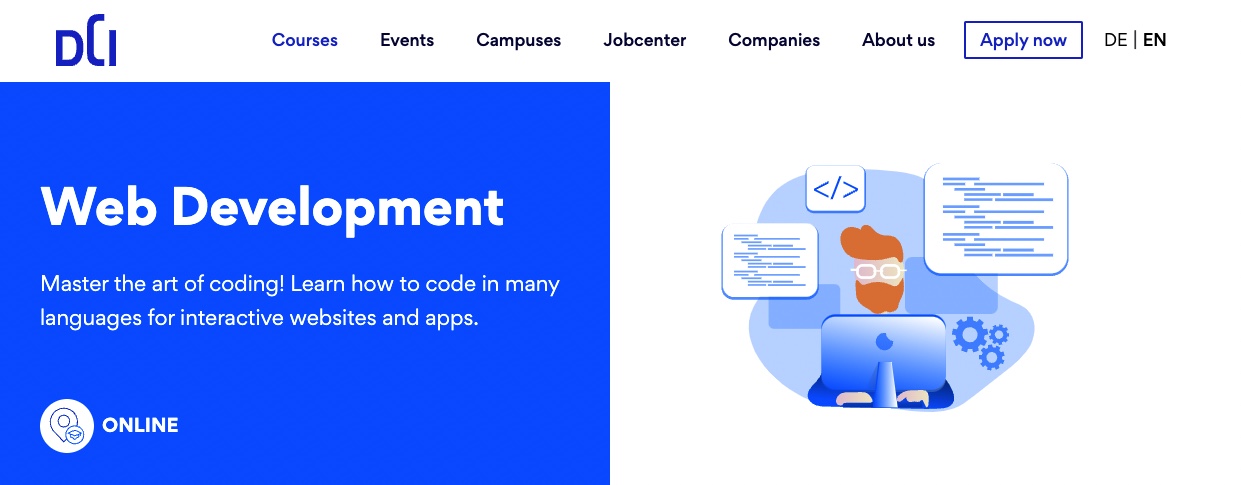 DCI
Courses Events Campuses Jobcenter Companies About us Apply now DE | EN
Web Development
Master the art of coding! Learn how to code in many
languages for interactive websites and apps.
ONLINE
</>